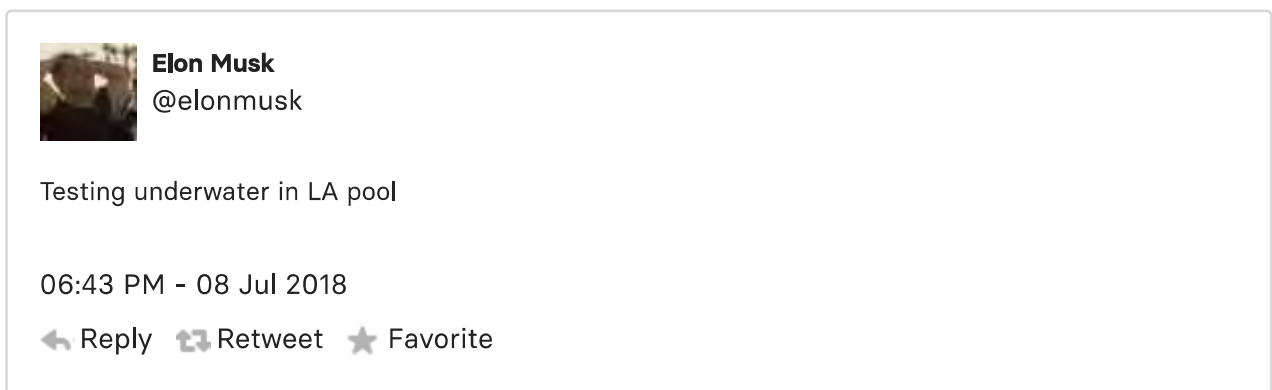 Elon Musk
@elonmusk
Testing underwater in LA pool
06:43 PM - 08 Jul 2018
Reply Retweet Favorite